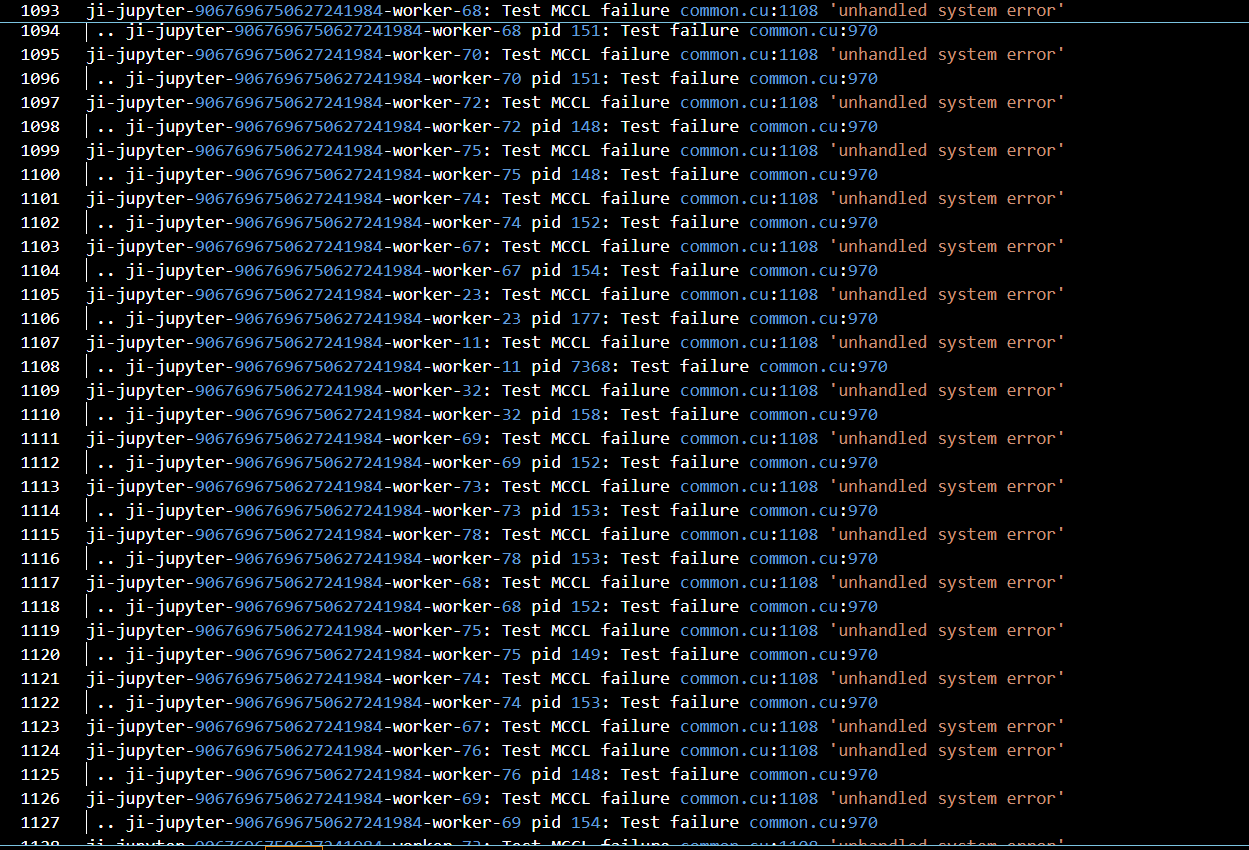 1093 ji-jupyter-9067696750627241984-worker-68: Test MCCL failure common.cu:1108 'unhandled system error'
1094 .. ji-jupyter-9067696750627241984-worker-68 pid 151: Test failure common.cu:970
1095 ji-jupyter-9067696750627241984-worker-70: Test MCCL failure common.cu:1108 'unhandled system error'
1096 .. ji-jupyter-9067696750627241984-worker-70 pid 151: Test failure common.cu:970
1097 ji-jupyter-9067696750627241984-worker-72: Test MCCL failure common.cu:1108 'unhandled system error'
1098 .. ji-jupyter-9067696750627241984-worker-72 pid 148: Test failure common.cu:970
1099 ji-jupyter-9067696750627241984-worker-75: Test MCCL failure common.cu:1108 'unhandled system error'
1100 .. ji-jupyter-9067696750627241984-worker-75 pid 148: Test failure common.cu:970
1101 ji-jupyter-9067696750627241984-worker-74: Test MCCL failure common.cu:1108 'unhandled system error'
1102 .. ji-jupyter-9067696750627241984-worker-74 pid 152: Test failure common.cu:970
1103 ji-jupyter-9067696750627241984-worker-67: Test MCCL failure common.cu:1108 'unhandled system error'
1104 .. ji-jupyter-9067696750627241984-worker-67 pid 154: Test failure common.cu:970
1105 ji-jupyter-9067696750627241984-worker-23: Test MCCL failure common.cu:1108 'unhandled system error'
1106 .. ji-jupyter-9067696750627241984-worker-23 pid 177: Test failure common.cu:970
1107 ji-jupyter-9067696750627241984-worker-11: Test MCCL failure common.cu:1108 'unhandled system error'
1108 .. ji-jupyter-9067696750627241984-worker-11 pid 7368: Test failure common.cu:970
1109 ji-jupyter-9067696750627241984-worker-32: Test MCCL failure common.cu:1108 'unhandled system error'
1110 .. ji-jupyter-9067696750627241984-worker-32 pid 158: Test failure common.cu:970
1111 ji-jupyter-9067696750627241984-worker-69: Test MCCL failure common.cu:1108 'unhandled system error'
1112 .. ji-jupyter-9067696750627241984-worker-69 pid 152: Test failure common.cu:970
1113 ji-jupyter-9067696750627241984-worker-73: Test MCCL failure common.cu:1108 'unhandled system error'
1114 .. ji-jupyter-9067696750627241984-worker-73 pid 153: Test failure common.cu:970
1115 ji-jupyter-9067696750627241984-worker-78: Test MCCL failure common.cu:1108 'unhandled system error'
1116 .. ji-jupyter-9067696750627241984-worker-78 pid 153: Test failure common.cu:970
1117 ji-jupyter-9067696750627241984-worker-68: Test MCCL failure common.cu:1108 'unhandled system error'
1118 .. ji-jupyter-9067696750627241984-worker-68 pid 152: Test failure common.cu:970
1119 ji-jupyter-9067696750627241984-worker-75: Test MCCL failure common.cu:1108 'unhandled system error'
1120 .. ji-jupyter-9067696750627241984-worker-75 pid 149: Test failure common.cu:970
1121 ji-jupyter-9067696750627241984-worker-74: Test MCCL failure common.cu:1108 'unhandled system error'
1122 .. ji-jupyter-9067696750627241984-worker-74 pid 153: Test failure common.cu:970
1123 ji-jupyter-9067696750627241984-worker-67: Test MCCL failure common.cu:1108 'unhandled system error'
1124 ji-jupyter-9067696750627241984-worker-76: Test MCCL failure common.cu:1108 'unhandled system error'
1125 .. ji-jupyter-9067696750627241984-worker-76 pid 148: Test failure common.cu:970
1126 ji-jupyter-9067696750627241984-worker-69: Test MCCL failure common.cu:1108 'unhandled system error'
1127 .. ji-jupyter-9067696750627241984-worker-69 pid 154: Test failure common.cu:970